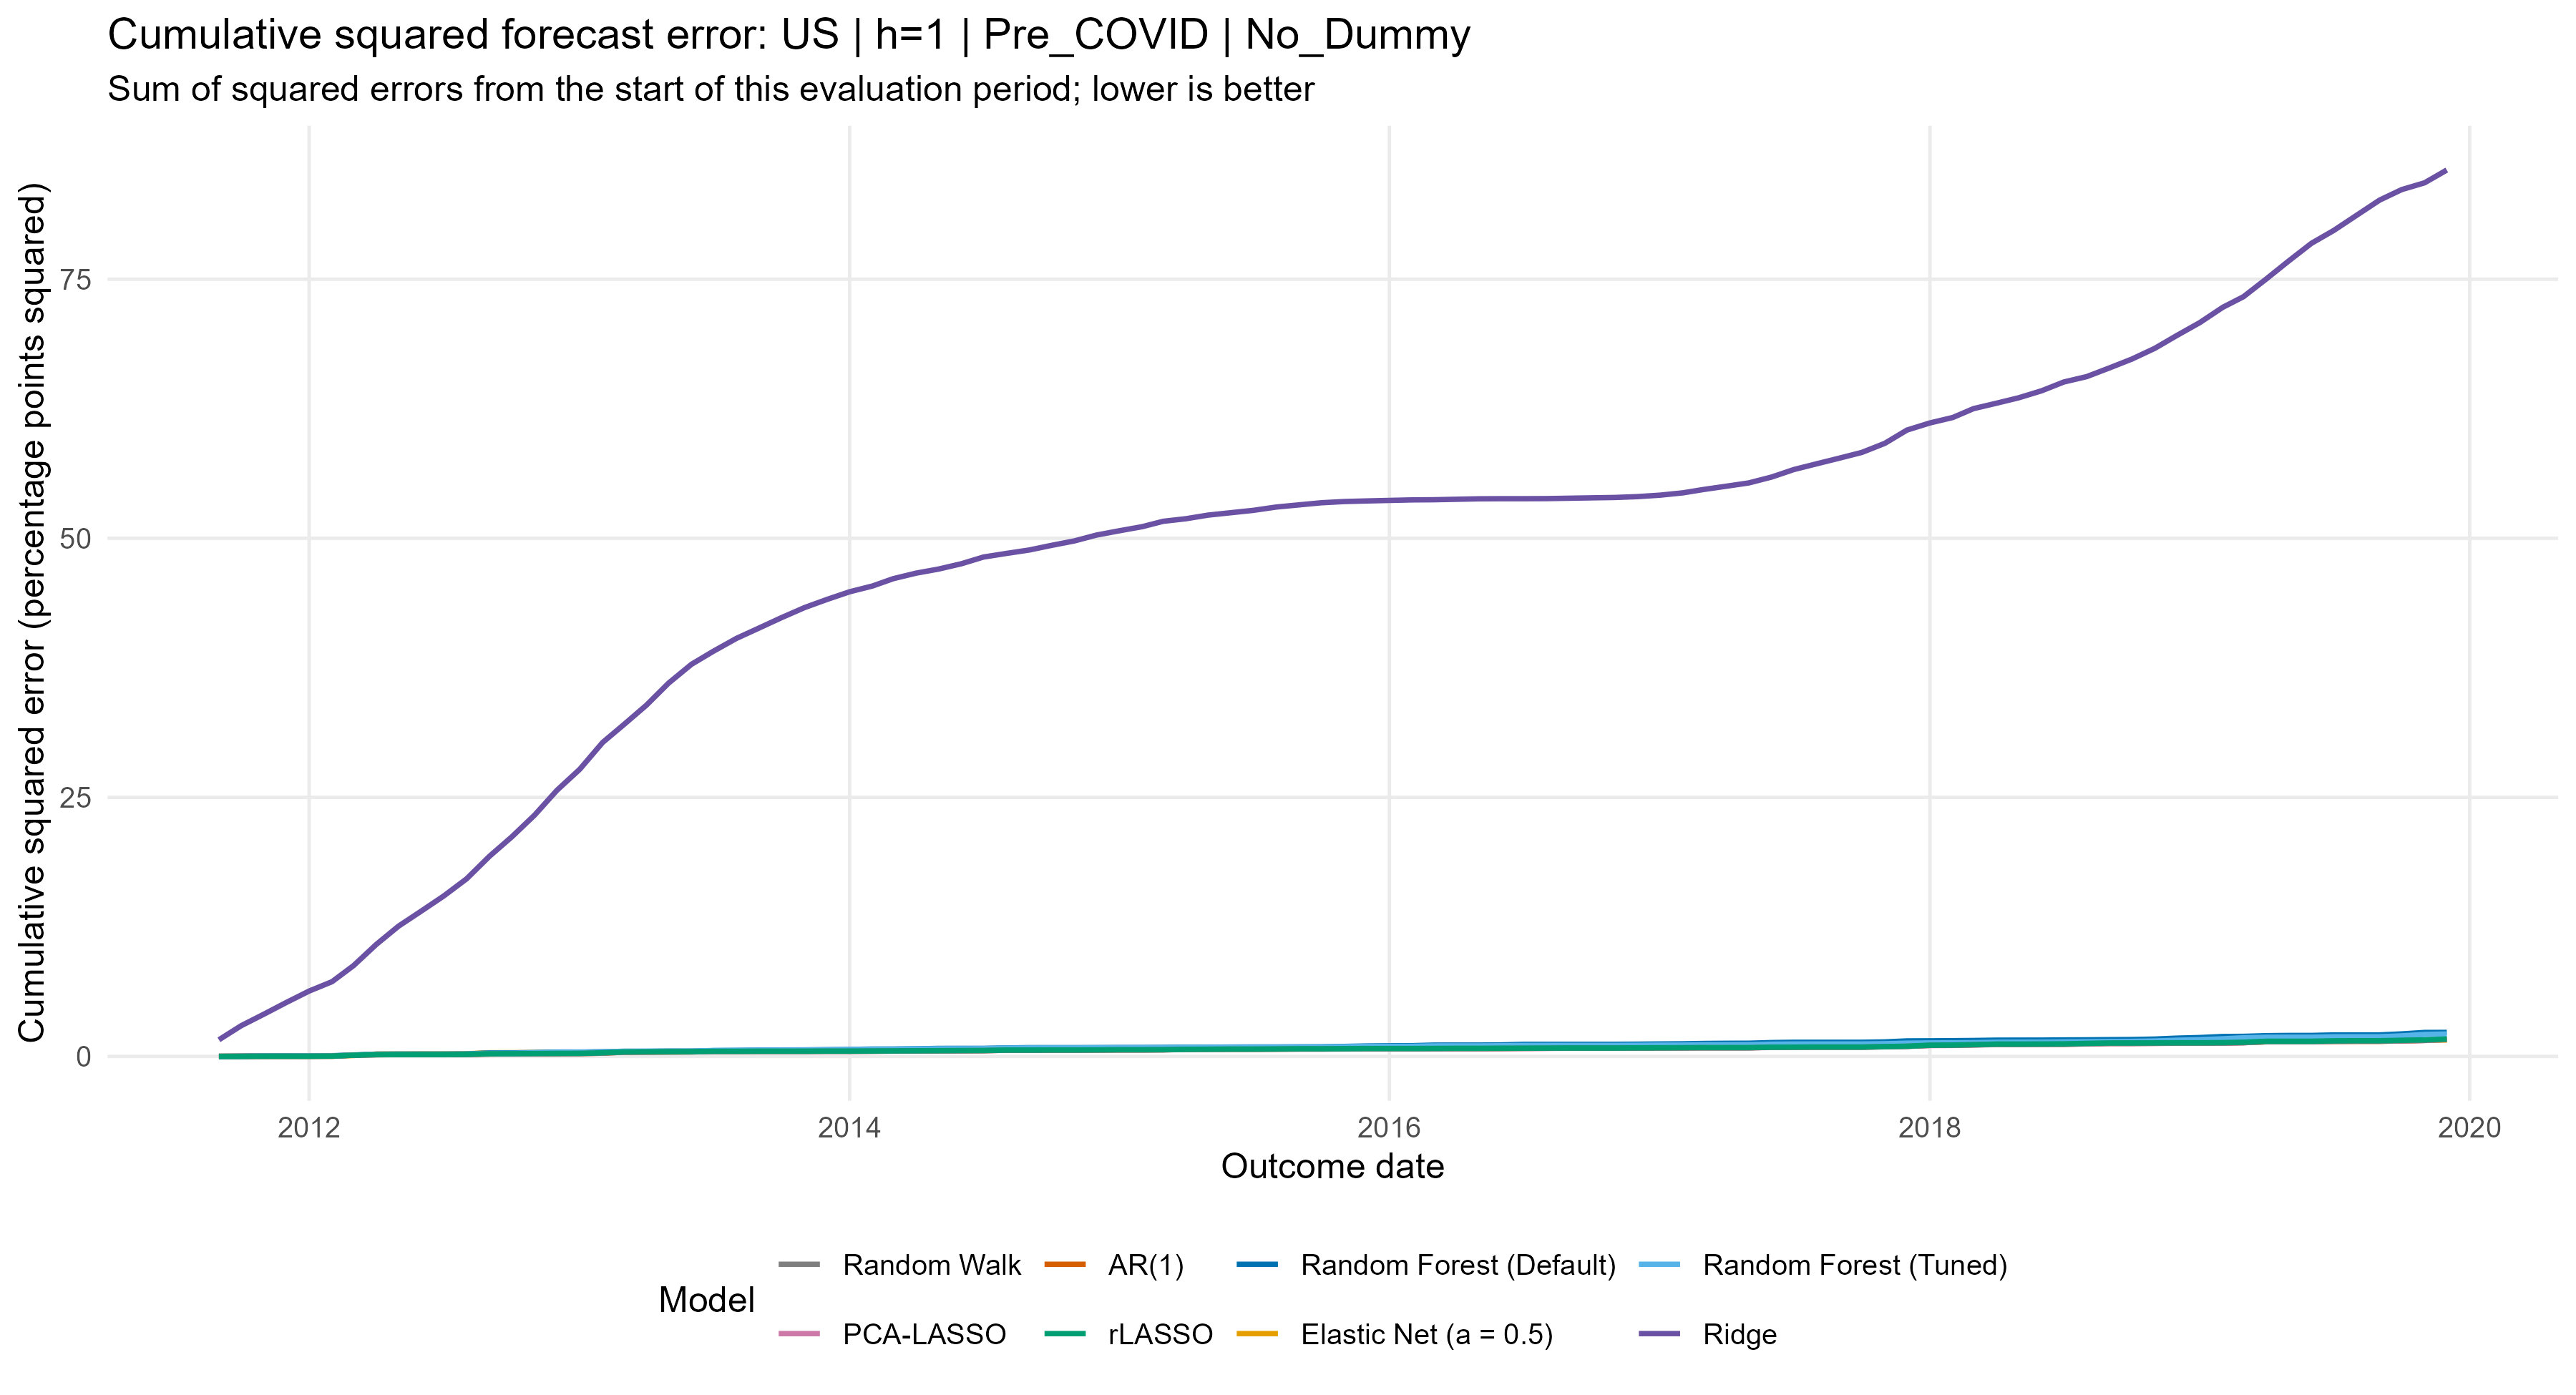 Cumulative squared forecast error: US | h=1 | Pre_COVID | No_Dummy
Sum of squared errors from the start of this evaluation period; lower is better
Cumulative squared error (percentage points squared)
75
50
25
0
2012
2014
2016
2018
2020
Outcome date
Model
Random Walk
AR(1)
Random Forest (Default)
Random Forest (Tuned)
PCA-LASSO
rLASSO
Elastic Net (a = 0.5)
Ridge